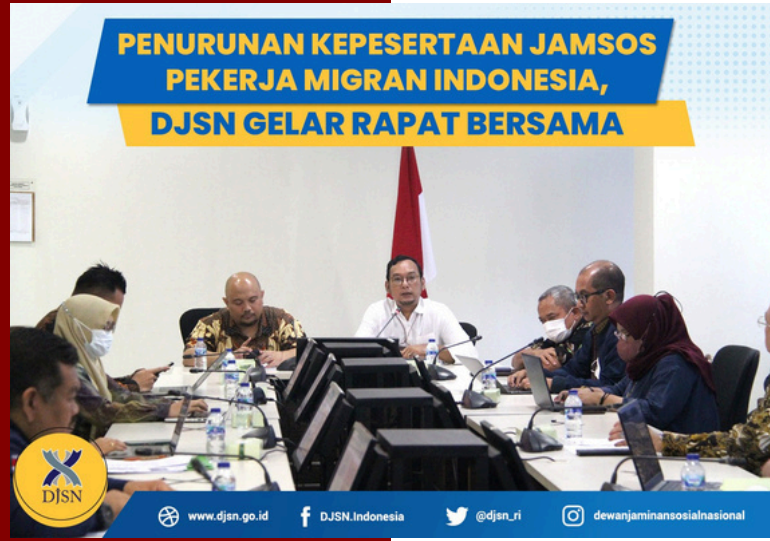 PENURUNAN KEPESERTAAN JAMSOS
PEKERJA MIGRAN INDONESIA,
DJSN GELAR RAPAT BERSAMA
DJSN
www.djsn.go.id
DJSN.Indonesia
@djsn_ri
dewanjaminansosialnasional